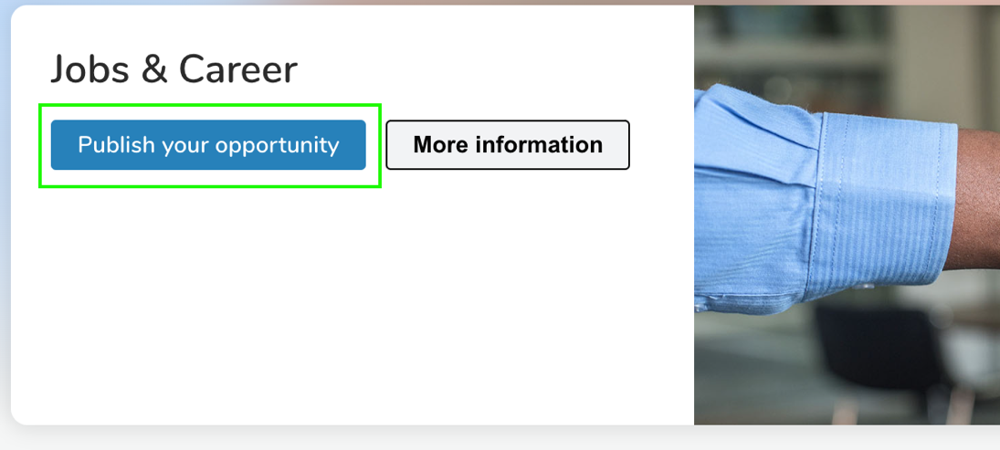 Jobs & Career
Publish your opportunity
More information